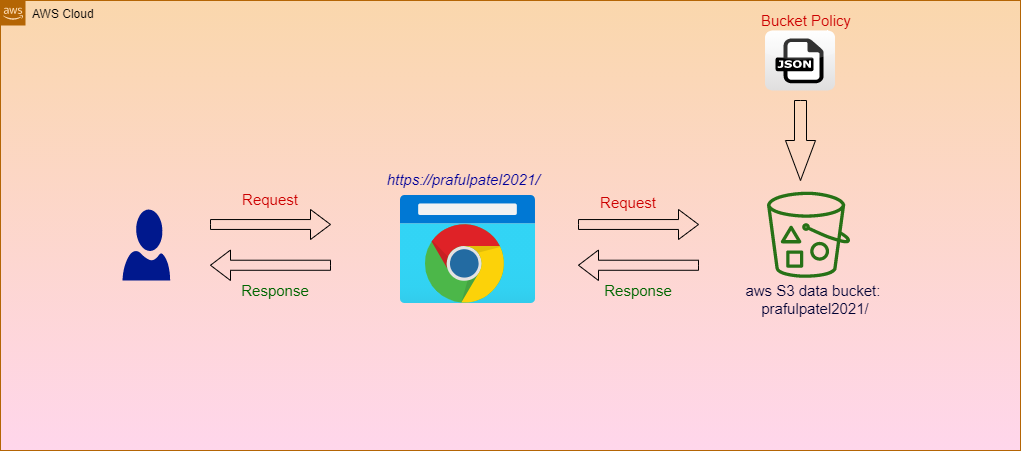 aws
AWS Cloud
Bucket Policy
JSON
https://prafulpatel2021/
Request
Request
Response
Response
aws S3 data bucket:
prafulpatel2021/